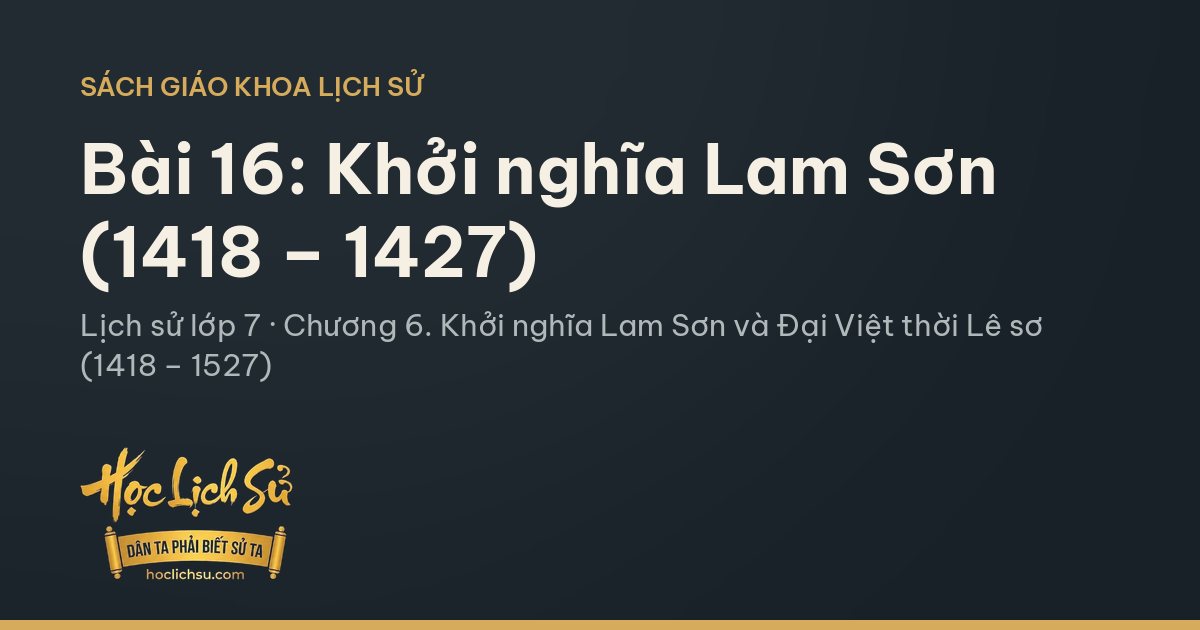 SÁCH GIÁO KHOA LỊCH SỬ
Bài 16: Khởi nghĩa Lam Sơn
(1418 – 1427)
Lịch sử lớp 7 · Chương 6. Khởi nghĩa Lam Sơn và Đại Việt thời Lê sơ
(1418 – 1527)
Học Lịch Sử
DÂN TA PHẢI BIẾT SỬ TA
hoclichsu.com